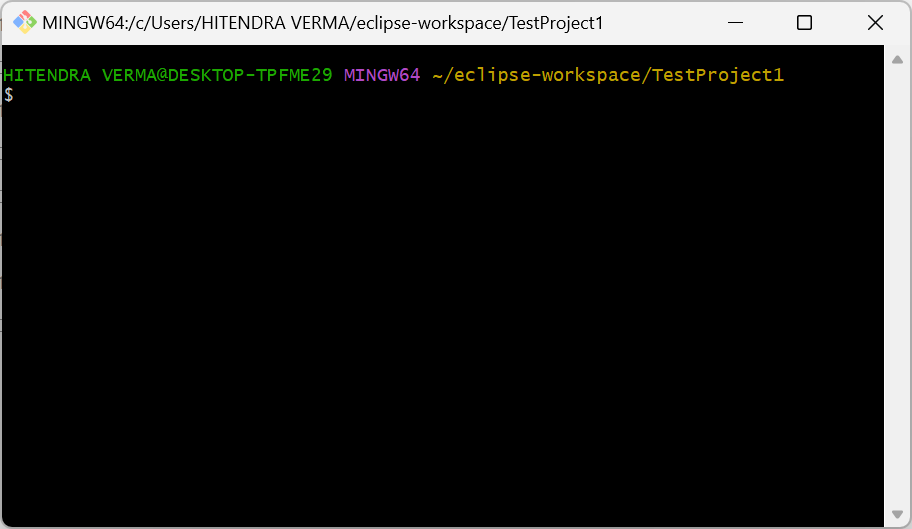 MINGW64:/c/Users/HITENDRA VERMA/eclipse-workspace/TestProject1
HITENDRA VERMA@DESKTOP-TPFME29 MINGW64 ~/eclipse-workspace/TestProject1
$